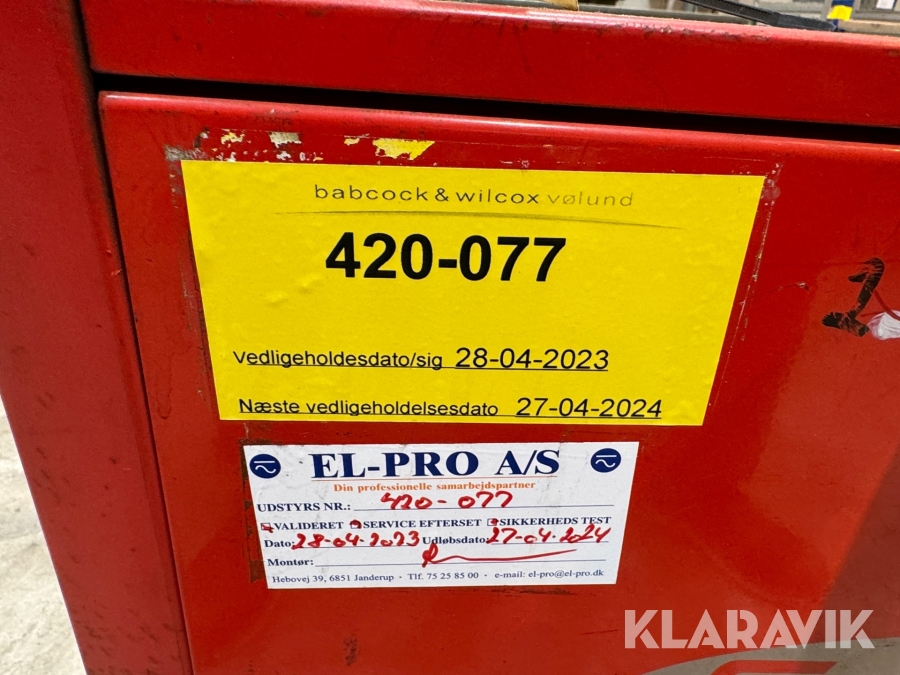 babcock & wilcox vølund
420-077
Vedligeholdesdato/sig 28-04-2023
Næste vedligeholdelsesdato 27-04-2024
EL-PRO A/S
Din professionelle samarbejdspartner
UDSTYRS NR.: 420-077
VALIDERET SERVICE EFTERSET SIKKERHEDS TEST
Dato: 28-04-2023 Udløbsdato: 27-04-2024
Montør:
Hebovej 39, 6851 Janderup · Tlf. 75 25 85 00 · e-mail: el-pro@el-pro.dk
KLARAVIK